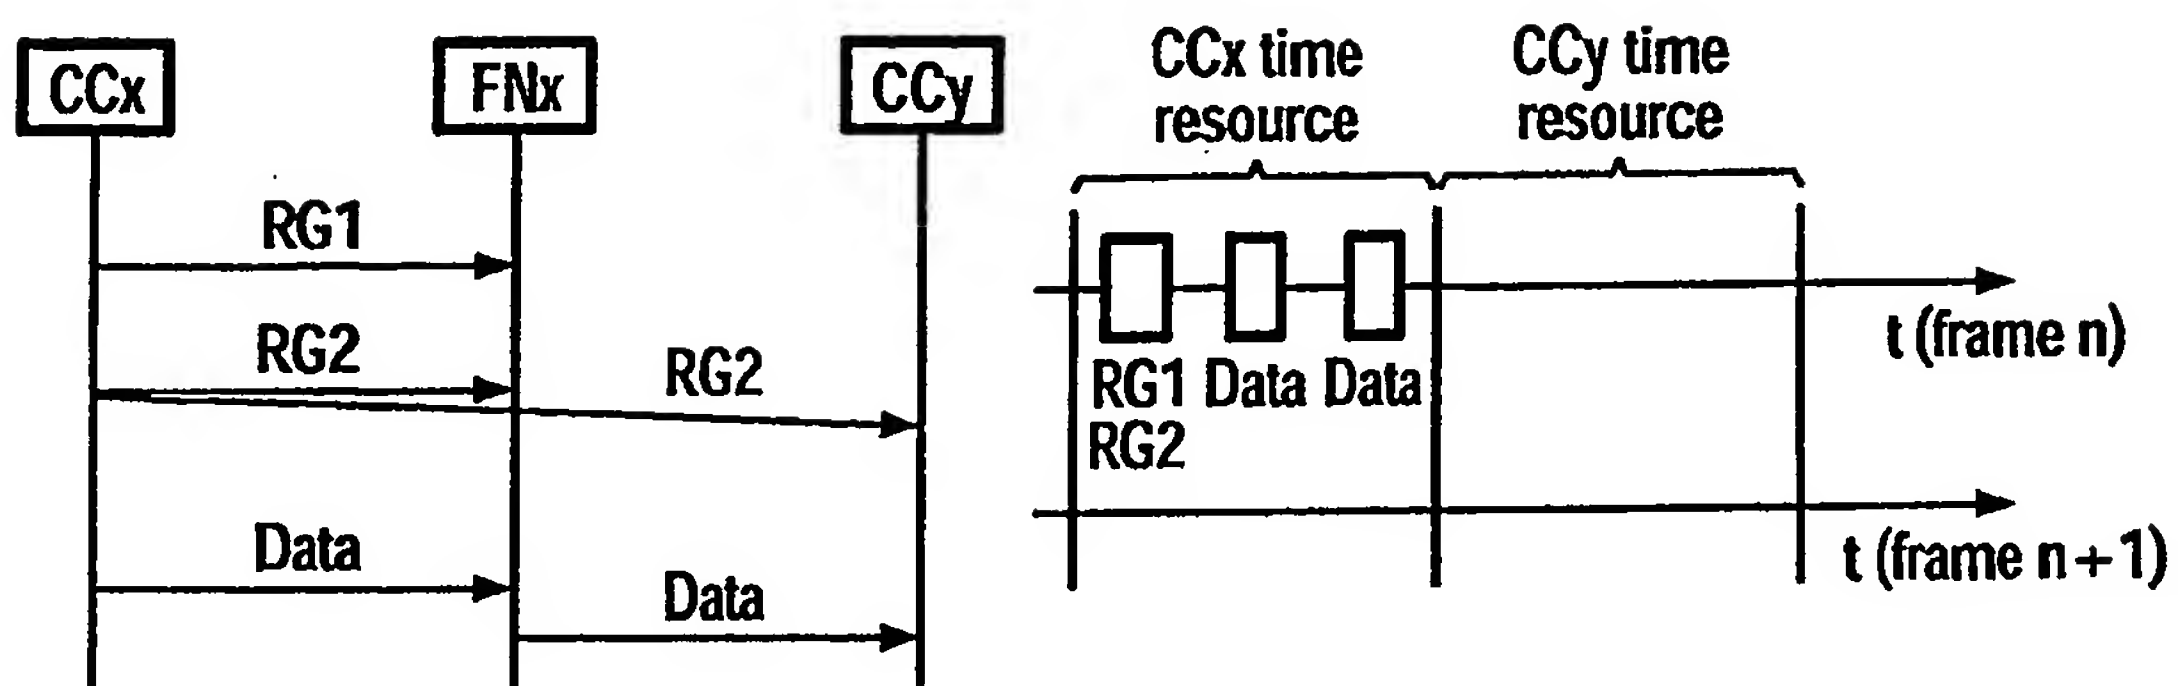 CCx
FNx
CCy
RG1
RG2
RG2
Data
Data
CCx time
resource
CCy time
resource
RG1 Data Data
RG2
t (frame n)
t (frame n+1)